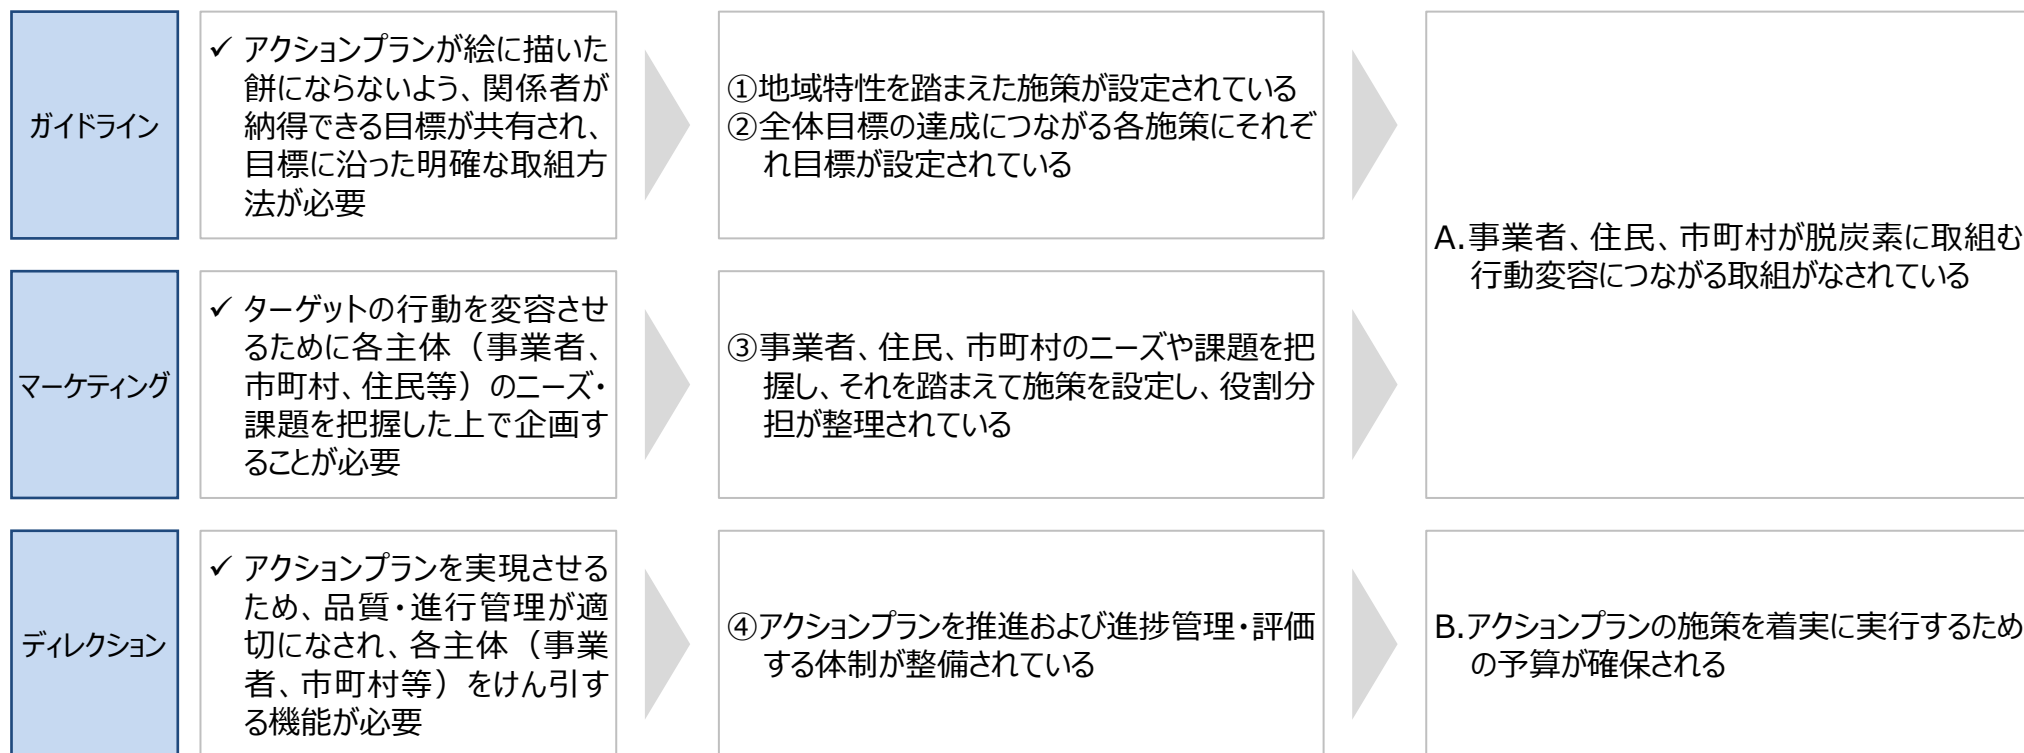 ガイドライン
✓ アクションプランが絵に描いた
餅にならないよう、関係者が
納得できる目標が共有され、
目標に沿った明確な取組方
法が必要
①地域特性を踏まえた施策が設定されている
②全体目標の達成につながる各施策にそれぞ
れ目標が設定されている
A.事業者、住民、市町村が脱炭素に取組む
行動変容につながる取組がなされている
マーケティング
✓ ターゲットの行動を変容させ
るために各主体（事業者、
市町村、住民等）のニーズ・
課題を把握した上で企画す
ることが必要
③事業者、住民、市町村のニーズや課題を把
握し、それを踏まえて施策を設定し、役割分
担が整理されている
ディレクション
✓ アクションプランを実現させる
ため、品質・進行管理が適
切になされ、各主体（事業
者、市町村等）をけん引す
る機能が必要
④アクションプランを推進および進捗管理・評価
する体制が整備されている
B.アクションプランの施策を着実に実行するため
の予算が確保される